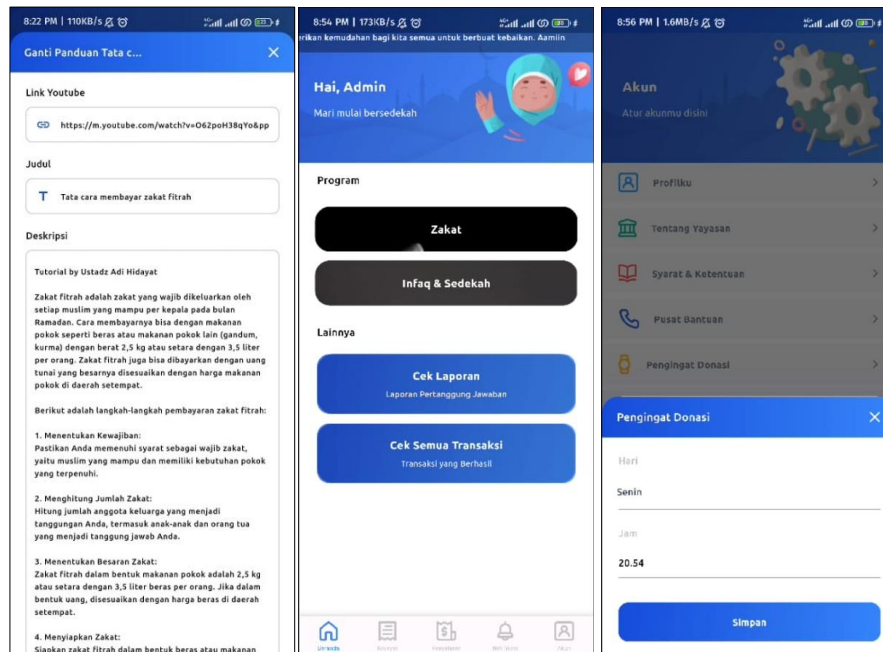 8:22 PM | 110KB/s
Ganti Panduan Tata c...
Link Youtube
https://m.youtube.com/watch?v=O62poH38qYo&pp
Judul
T Tata cara membayar zakat fitrah
Deskripsi
Tutorial by Ustadz Adi Hidayat
Zakat fitrah adalah zakat yang wajib dikeluarkan oleh
setiap muslim yang mampu per kepala pada bulan
Ramadan. Cara membayarnya bisa dengan makanan
pokok seperti beras atau makanan pokok lain (gandum,
kurma) dengan berat 2,5 kg atau setara dengan 3,5 liter
per orang. Zakat fitrah juga bisa dibayarkan dengan uang
tunai yang besarnya disesuaikan dengan harga makanan
pokok di daerah setempat.
Berikut adalah langkah-langkah pembayaran zakat fitrah:
1. Menentukan Kewajiban:
Pastikan Anda memenuhi syarat sebagai wajib zakat,
yaitu muslim yang mampu dan memiliki kebutuhan pokok
yang terpenuhi.
2. Menghitung Jumlah Zakat:
Hitung jumlah anggota keluarga yang menjadi
tanggungan Anda, termasuk anak-anak dan orang tua
yang menjadi tanggung jawab Anda.
3. Menentukan Besaran Zakat:
Zakat fitrah dalam bentuk makanan pokok adalah 2,5 kg
atau setara dengan 3,5 liter beras per orang. Jika dalam
bentuk uang, disesuaikan dengan harga beras di daerah
setempat.
4. Menyiapkan Zakat:
Siapkan zakat fitrah dalam bentuk beras atau makanan
8:54 PM | 173KB/s
erikan kemudahan bagi kita semua untuk berbuat kebaikan. Aamiin
Hai, Admin
Mari mulai bersedekah
Program
Zakat
Infaq & Sedekah
Lainnya
Cek Laporan
Laporan Pertanggung Jawaban
Cek Semua Transaksi
Transaksi yang Berhasil
Beranda
Akun
8:56 PM | 1.6MB/s
Akun
Atur akunmu disini
Profilku
Tentang Yayasan
Syarat & Ketentuan
Pusat Bantuan
Pengingat Donasi
Pengingat Donasi
Hari
Senin
Jam
20.54
Simpan